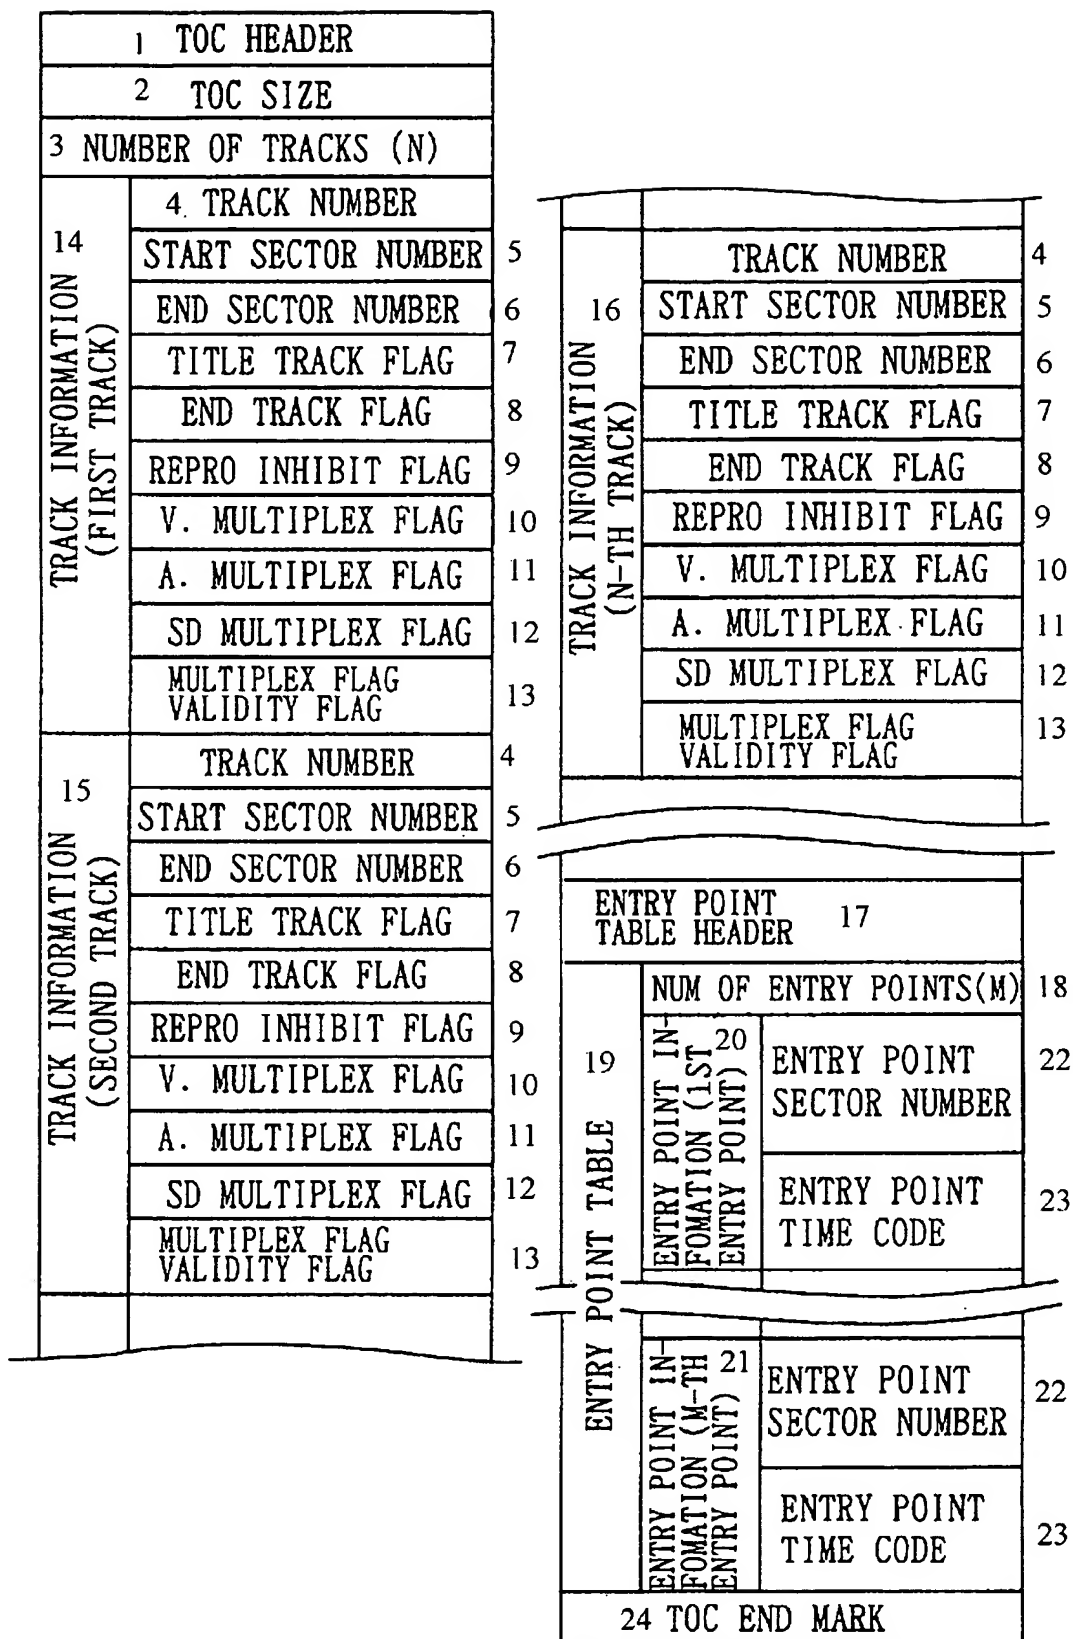 1 TOC HEADER
2 TOC SIZE
3 NUMBER OF TRACKS (N)
14
TRACK INFORMATION
(FIRST TRACK)
4. TRACK NUMBER
START SECTOR NUMBER 5
END SECTOR NUMBER 6
TITLE TRACK FLAG 7
END TRACK FLAG 8
REPRO INHIBIT FLAG 9
V. MULTIPLEX FLAG 10
A. MULTIPLEX FLAG 11
SD MULTIPLEX FLAG 12
MULTIPLEX FLAG
VALIDITY FLAG 13
15
TRACK INFORMATION
(SECOND TRACK)
TRACK NUMBER 4
START SECTOR NUMBER 5
END SECTOR NUMBER 6
TITLE TRACK FLAG 7
END TRACK FLAG 8
REPRO INHIBIT FLAG 9
V. MULTIPLEX FLAG 10
A. MULTIPLEX FLAG 11
SD MULTIPLEX FLAG 12
MULTIPLEX FLAG
VALIDITY FLAG 13
16
TRACK INFORMATION
(N-TH TRACK)
TRACK NUMBER 4
START SECTOR NUMBER 5
END SECTOR NUMBER 6
TITLE TRACK FLAG 7
END TRACK FLAG 8
REPRO INHIBIT FLAG 9
V. MULTIPLEX FLAG 10
A. MULTIPLEX FLAG 11
SD MULTIPLEX FLAG 12
MULTIPLEX FLAG 13
VALIDITY FLAG
ENTRY POINT
TABLE HEADER 17
19
ENTRY POINT TABLE
NUM OF ENTRY POINTS(M) 18
20
ENTRY POINT IN-
FOMATION (1ST
ENTRY POINT)
ENTRY POINT 22
SECTOR NUMBER
ENTRY POINT 23
TIME CODE
21
ENTRY POINT IN-
FOMATION (M-TH
ENTRY POINT)
ENTRY POINT 22
SECTOR NUMBER
ENTRY POINT 23
TIME CODE
24 TOC END MARK